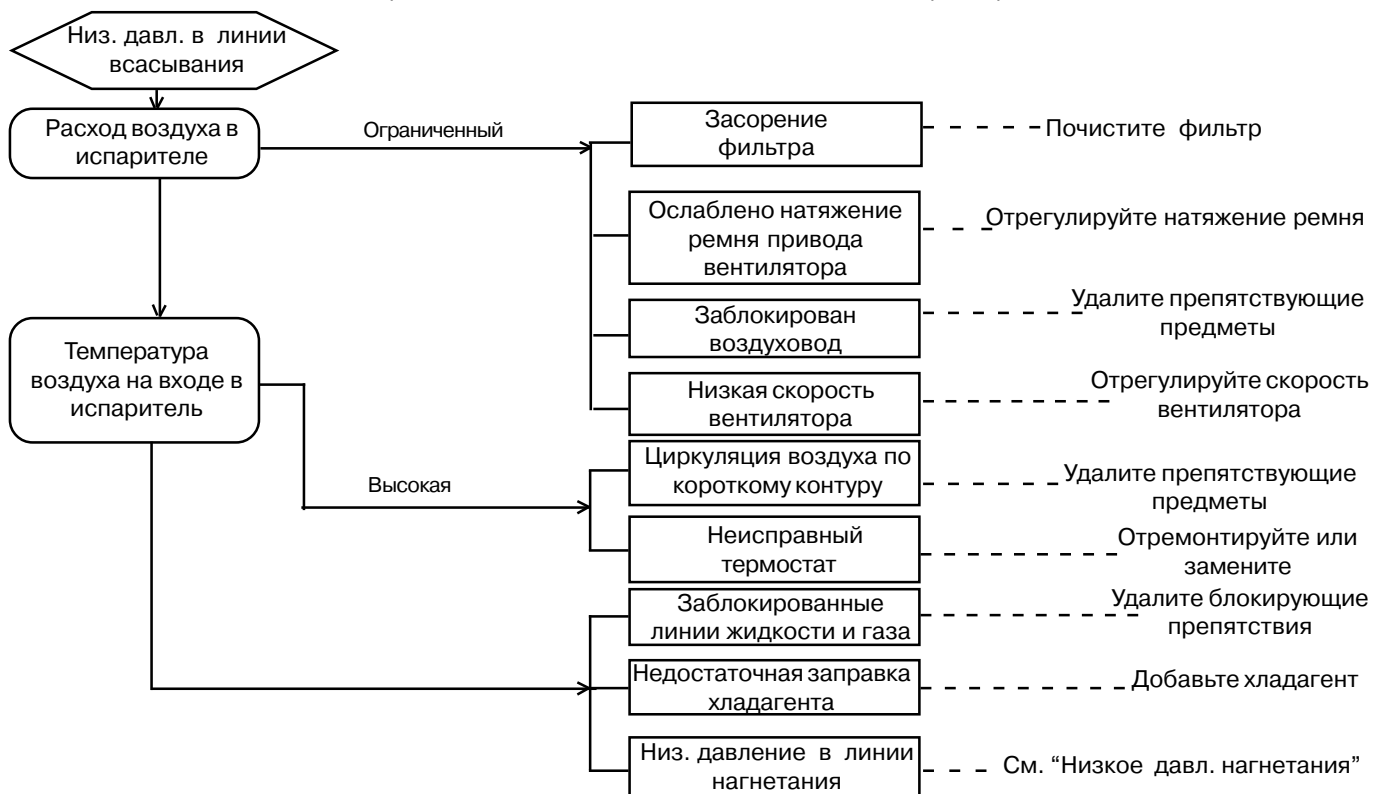 Низ. давл. в линии
всасывания
Расход воздуха в
испарителе
Ограниченный
Засорение
фильтра
Почистите фильтр
Ослаблено натяжение
ремня привода
вентилятора
Отрегулируйте натяжение ремня
Заблокирован
воздуховод
Удалите препятствующие
предметы
Температура
воздуха на входе в
испаритель
Низкая скорость
вентилятора
Отрегулируйте скорость
вентилятора
Высокая
Циркуляция воздуха по
короткому контуру
Удалите препятствующие
предметы
Неисправный
термостат
Отремонтируйте или
замените
Заблокированные
линии жидкости и газа
Удалите блокирующие
препятствия
Недостаточная заправка
хладагента
Добавьте хладагент
Низ. давление в линии
нагнетания
См. “Низкое давл. нагнетания”